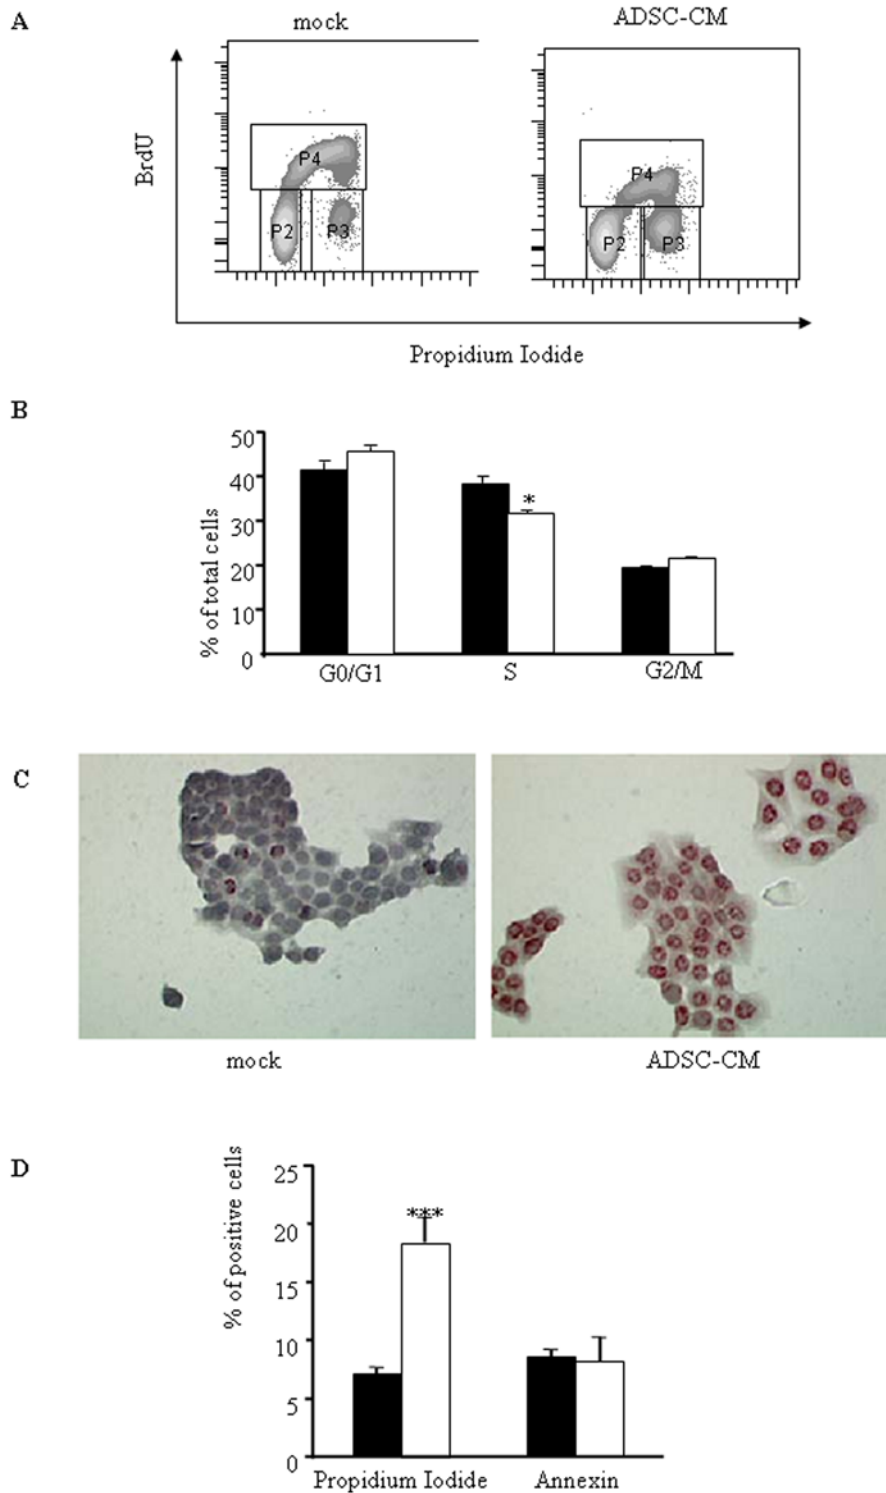 A
mock
ADSC-CM
BrdU
P4
P2
P3
P4
P2
P3
Propidium Iodide
B
% of total cells
50
40
30
20
10
0
*
G0/G1
S
G2/M
C
mock
ADSC-CM
D
% of positive cells
25
20
15
10
5
0
***
Propidium Iodide
Annexin